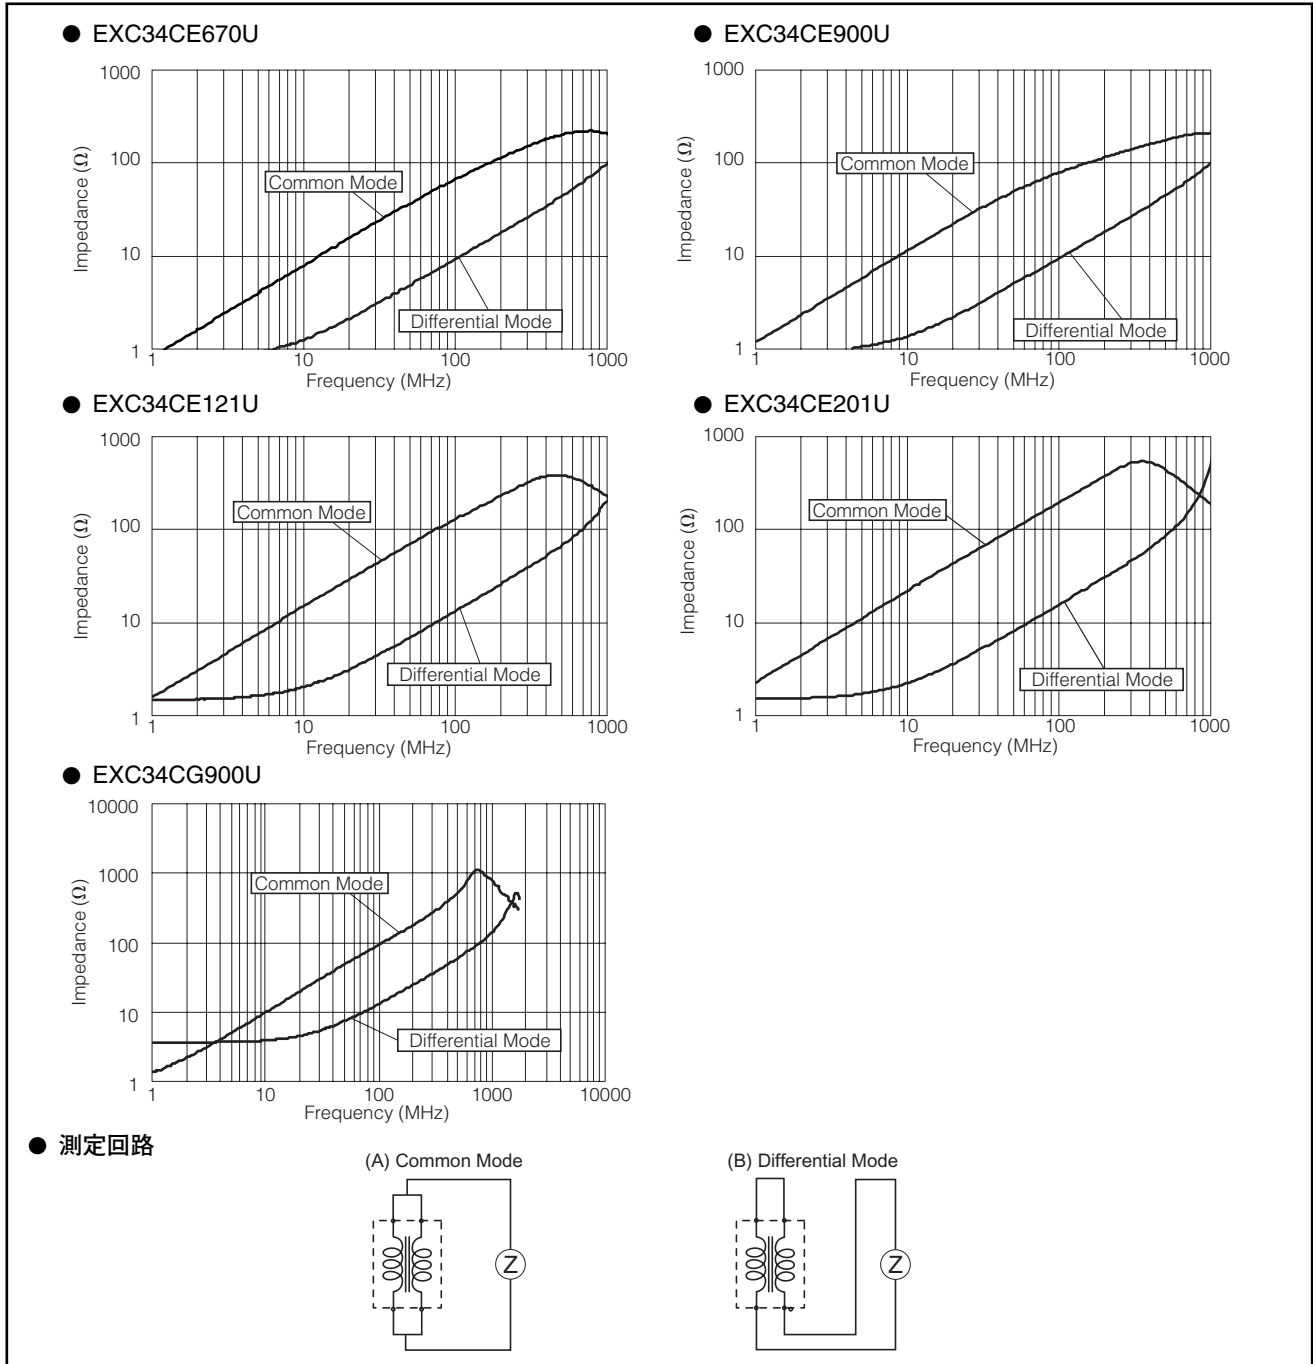 ● EXC34CE670U
1000
100
10
1
Impedance (Ω)
Common Mode
Differential Mode
1 10 100 1000
Frequency (MHz)
● EXC34CE900U
1000
100
10
1
Impedance (Ω)
Common Mode
Differential Mode
1 10 100 1000
Frequency (MHz)
● EXC34CE121U
1000
100
10
1
Impedance (Ω)
Common Mode
Differential Mode
1 10 100 1000
Frequency (MHz)
● EXC34CE201U
1000
100
10
1
Impedance (Ω)
Common Mode
Differential Mode
1 10 100 1000
Frequency (MHz)
● EXC34CG900U
10000
1000
100
10
1
Impedance (Ω)
Common Mode
Differential Mode
1 10 100 1000 10000
Frequency (MHz)
● 測定回路
(A) Common Mode
Z
(B) Differential Mode
Z